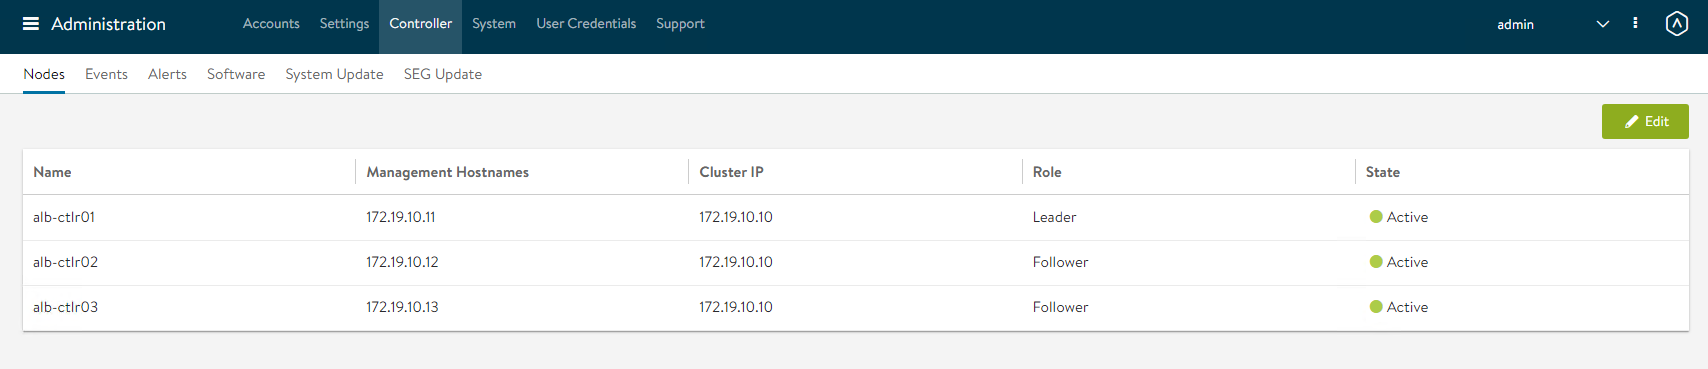 Administration Accounts Settings Controller System User Credentials Support admin
Nodes Events Alerts Software System Update SEG Update
Edit
Name Management Hostnames Cluster IP Role State
alb-ctlr01 172.19.10.11 172.19.10.10 Leader Active
alb-ctlr02 172.19.10.12 172.19.10.10 Follower Active
alb-ctlr03 172.19.10.13 172.19.10.10 Follower Active